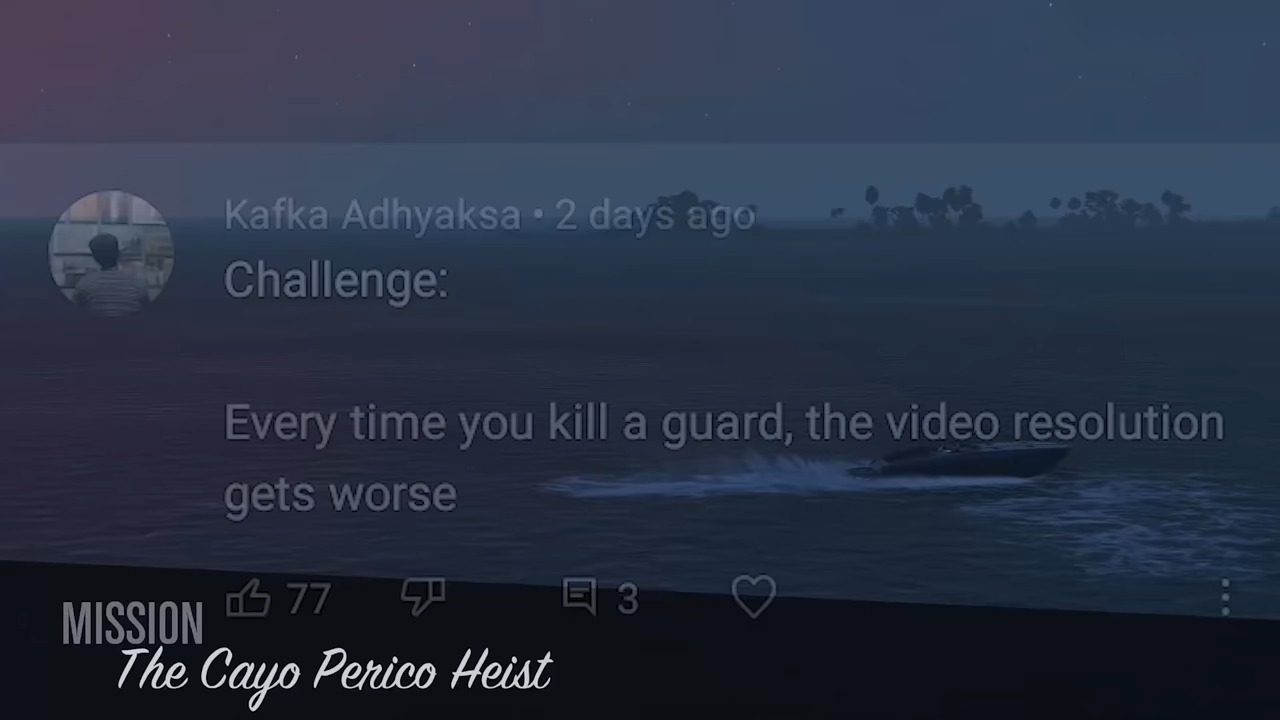 Kafka Adhyaksa • 2 days ago
Challenge:
Every time you kill a guard, the video resolution
gets worse
77
3
MISSION
The Cayo Perico Heist